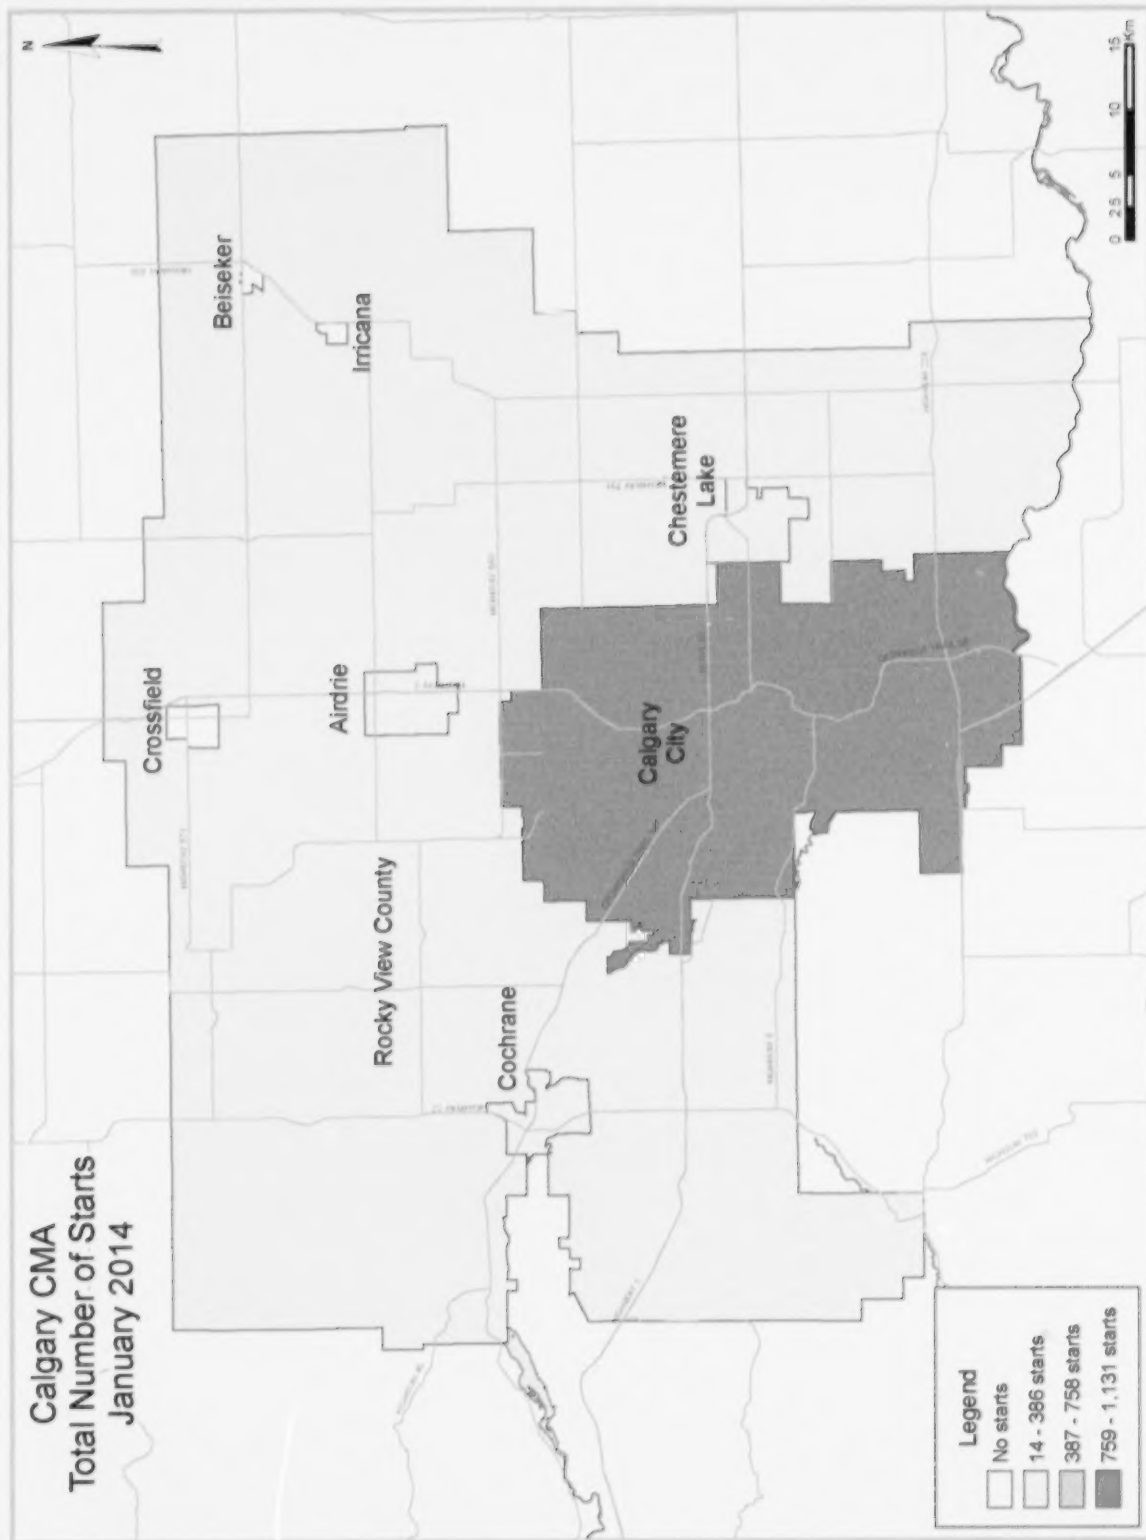 Calgary CMA
Total Number of Starts
January 2014
N
Crossfield
Beiseker
Irricana
Airdrie
Rocky View County
Cochrane
Calgary
City
Chestemere
Lake
Legend
No starts
14 - 386 starts
387 - 758 starts
759 - 1,131 starts
0 2.5 5 10 15
Km